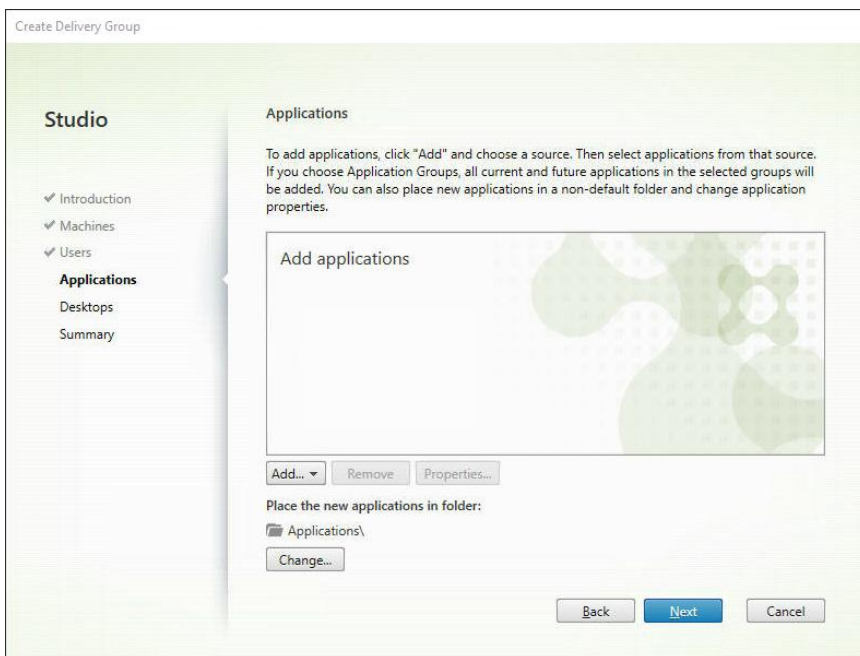 Create Delivery Group
Studio
Introduction
Machines
Users
Applications
Desktops
Summary
Applications
To add applications, click "Add" and choose a source. Then select applications from that source.
If you choose Application Groups, all current and future applications in the selected groups will
be added. You can also place new applications in a non-default folder and change application
properties.
Add applications
Add...
Remove
Properties...
Place the new applications in folder:
Applications\
Change...
Back
Next
Cancel